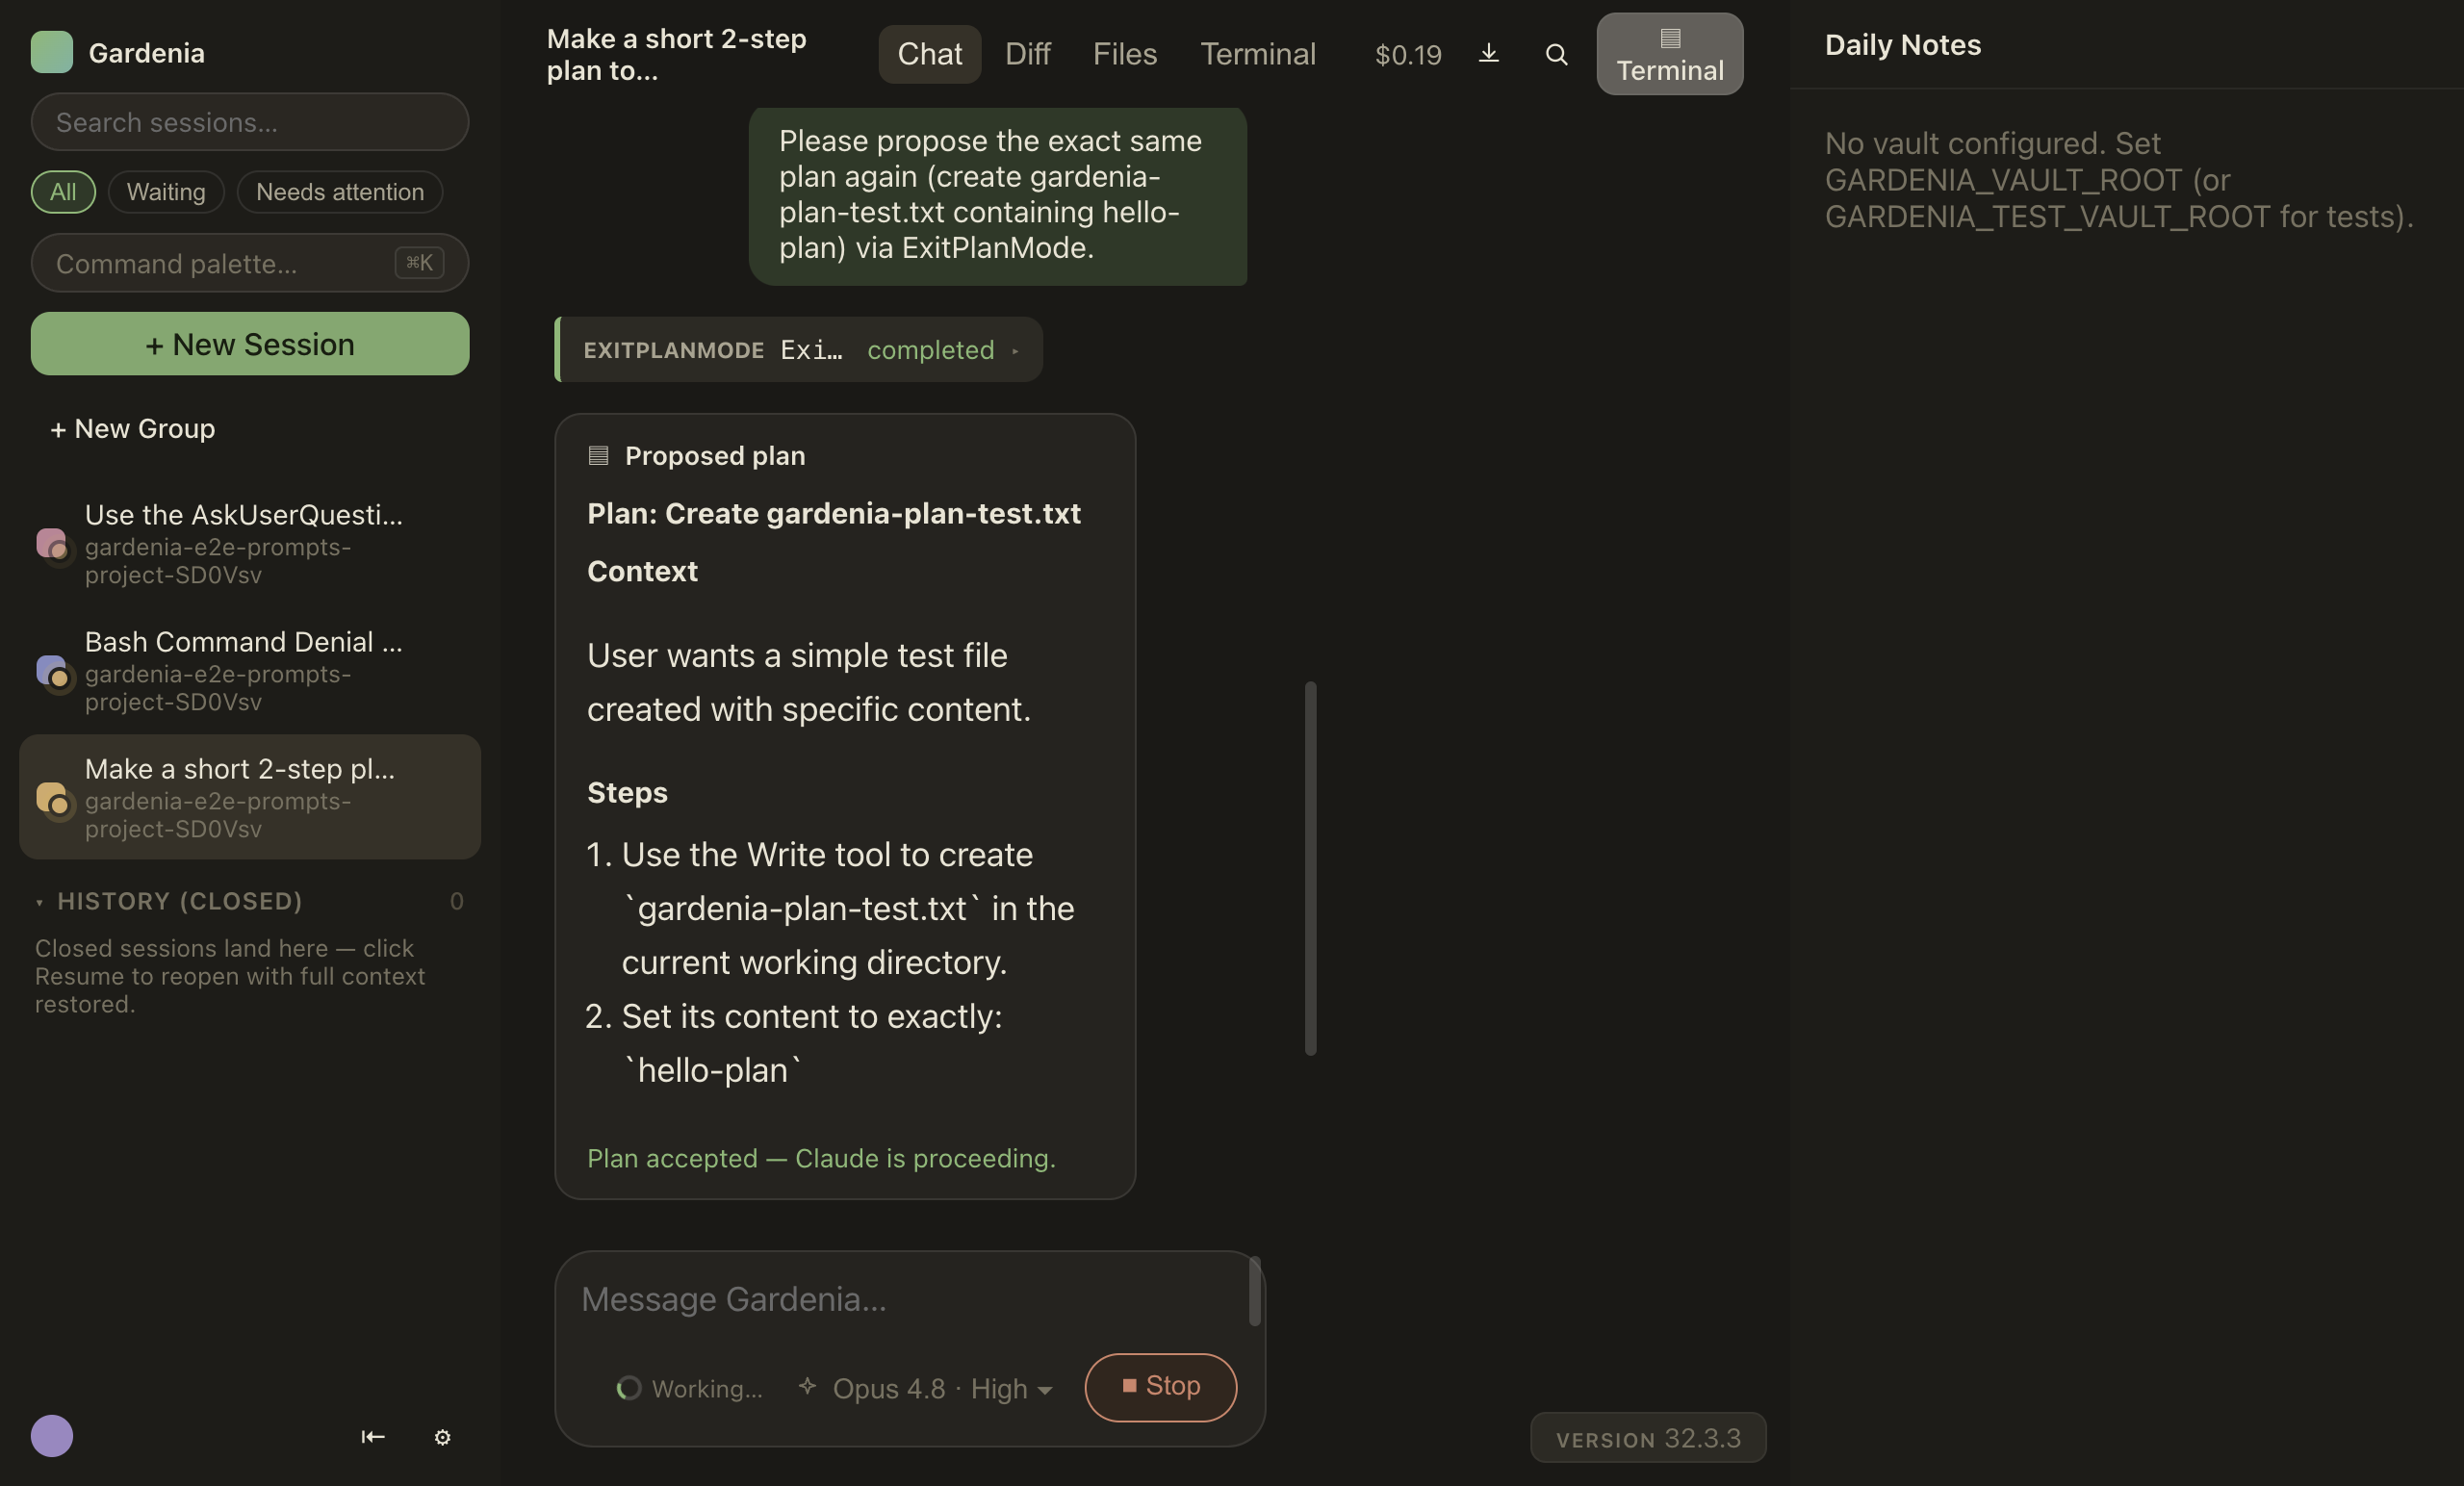 Gardenia
Search sessions...
All
Waiting
Needs attention
Command palette...
⌘K
+ New Session
+ New Group
Use the AskUserQuesti...
gardenia-e2e-prompts-
project-SD0Vsv
Bash Command Denial ...
gardenia-e2e-prompts-
project-SD0Vsv
Make a short 2-step pl...
gardenia-e2e-prompts-
project-SD0Vsv
HISTORY (CLOSED)
0
Closed sessions land here — click
Resume to reopen with full context
restored.
Make a short 2-step
plan to...
Chat
Diff
Files
Terminal
$0.19
Terminal
Please propose the exact same
plan again (create gardenia-
plan-test.txt containing hello-
plan) via ExitPlanMode.
EXITPLANMODE Exi... completed
Proposed plan
Plan: Create gardenia-plan-test.txt
Context
User wants a simple test file
created with specific content.
Steps
1. Use the Write tool to create
`gardenia-plan-test.txt` in the
current working directory.
2. Set its content to exactly:
`hello-plan`
Plan accepted — Claude is proceeding.
Message Gardenia...
Working...
Opus 4.8 · High
Stop
VERSION 32.3.3
Daily Notes
No vault configured. Set
GARDENIA_VAULT_ROOT (or
GARDENIA_TEST_VAULT_ROOT for tests).